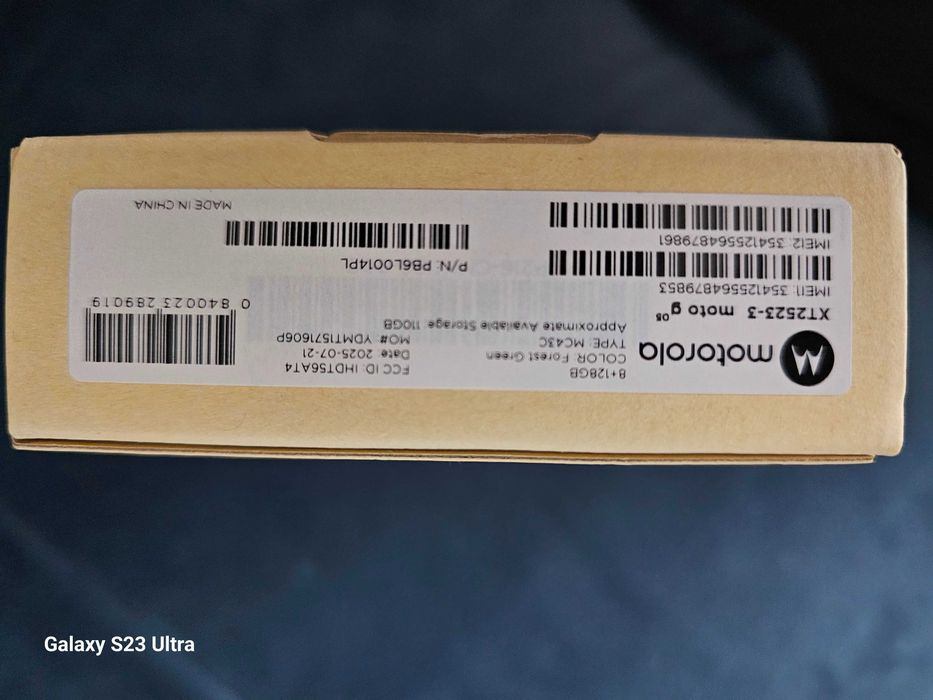 motorola
XT2523-3 moto g⁰⁵
8+128GB
COLOR: Forest Green
TYPE: MC43C
Approximate Available Storage: 110GB
FCC ID: IHDT56AT4
Date: 2025-07-21
MO#: YDMT1571606P
0 840023 289019
IMEI1: 354125564879853
IMEI2: 354125564879861
P/N: PB6L0014PL
MADE IN CHINA
Galaxy S23 Ultra